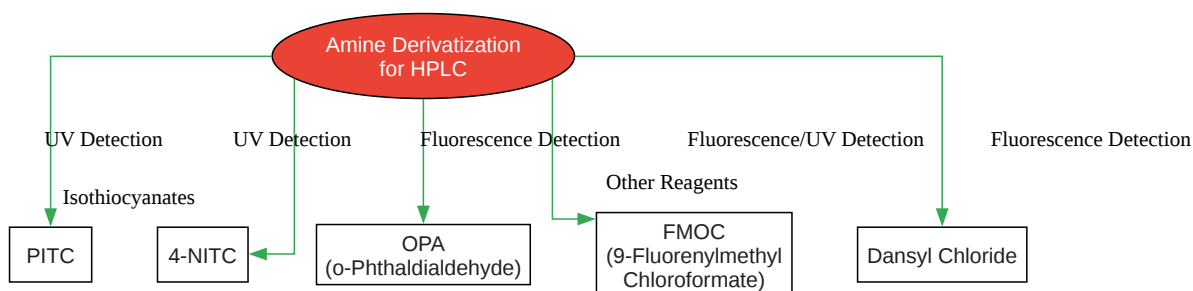 Amine Derivatization
for HPLC
UV Detection
UV Detection
Fluorescence Detection
Fluorescence/UV Detection
Fluorescence Detection
Isothiocyanates
Other Reagents
PITC
4-NITC
OPA
(o-Phthaldialdehyde)
FMOC
(9-Fluorenylmethyl
Chloroformate)
Dansyl Chloride